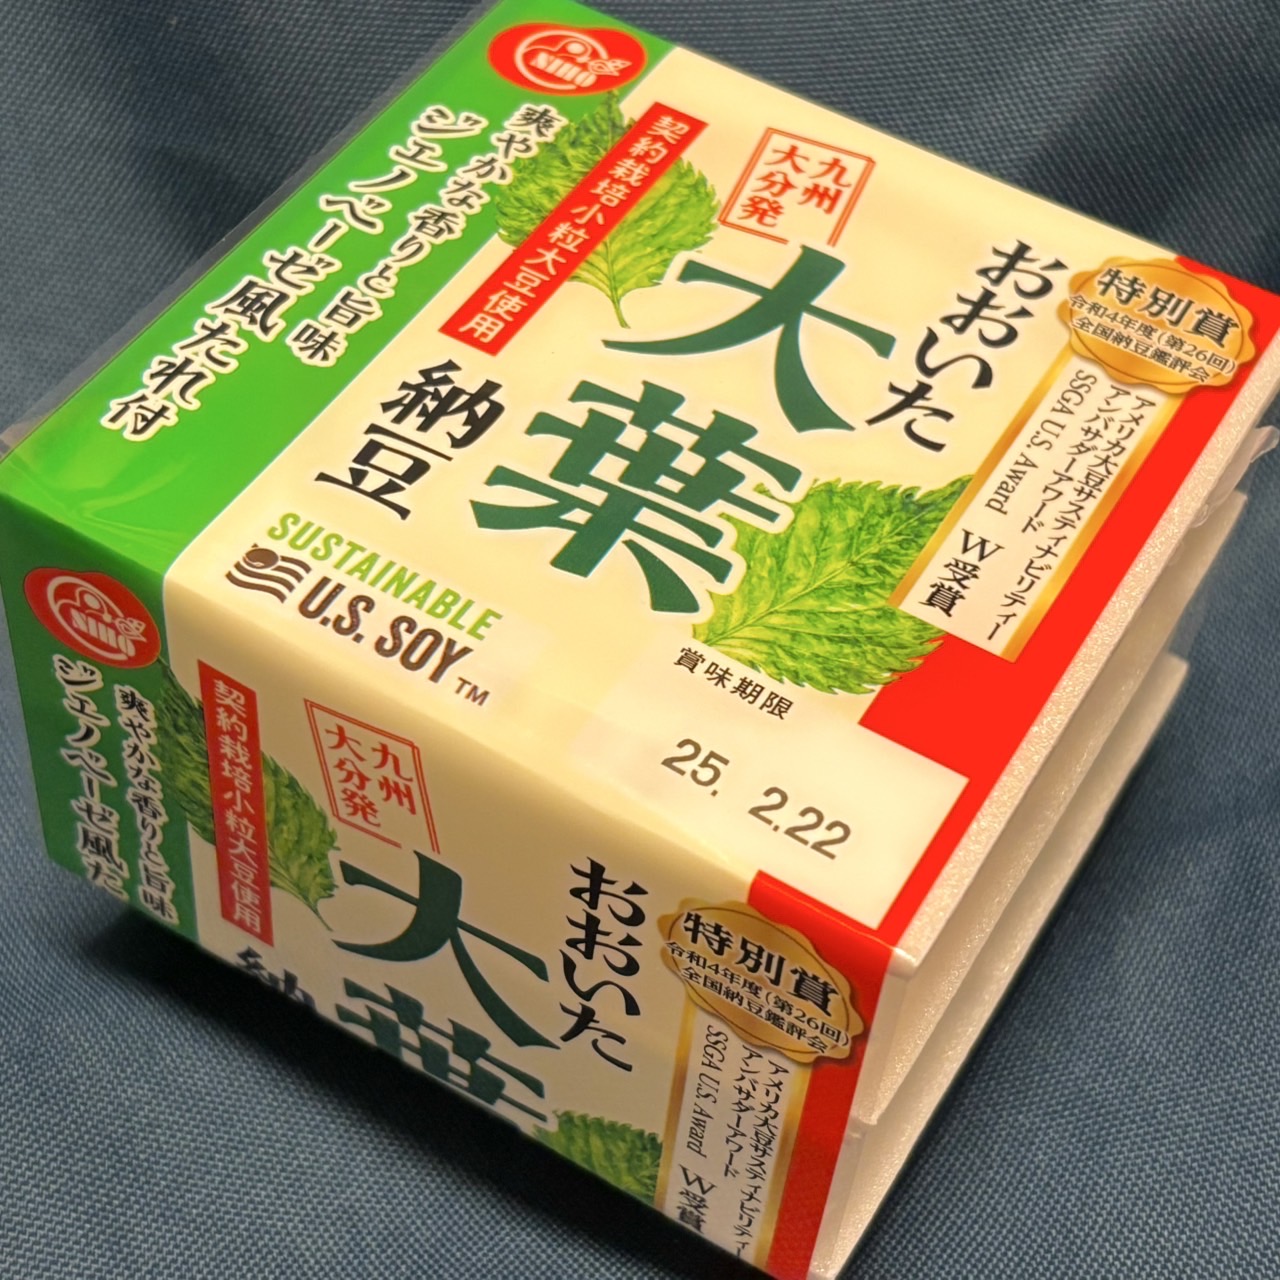 NIHO
爽やかな香りと旨味
ジェノベーゼ風たれ付
契約栽培小粒大豆使用
九州
大分発
おおいた
大葉
納豆
SUSTAINABLE
U.S. SOY™
特別賞
令和4年度(第26回)
全国納豆鑑評会
アメリカ大豆サスティナビリティー
アンバサダーアワード
SSGA U.S. Award
W受賞
賞味期限
25. 2.22
NIHO
爽やかな香りと旨味
ジェノベーゼ風た
契約栽培小粒大豆使用
九州
大分発
おおいた
大葉
納
特別賞
令和4年度(第26回)
全国納豆鑑評会
アメリカ大豆サスティナビリティー
アンバサダーアワード
SSGA U.S. Award
W受賞